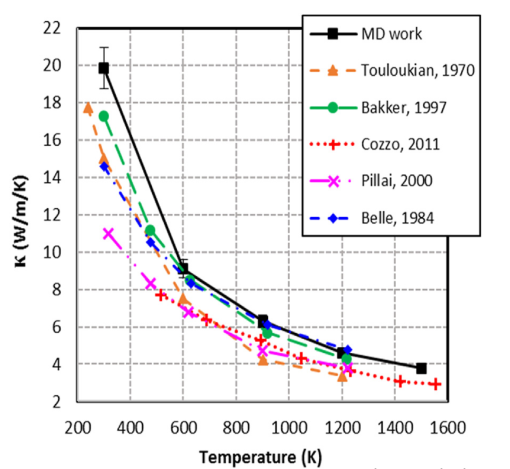 22
20
18
16
14
12
10
8
6
4
2
κ (W/m/K)
200 400 600 800 1000 1200 1400 1600
Temperature (K)
MD work
Touloukian, 1970
Bakker, 1997
Cozzo, 2011
Pillai, 2000
Belle, 1984